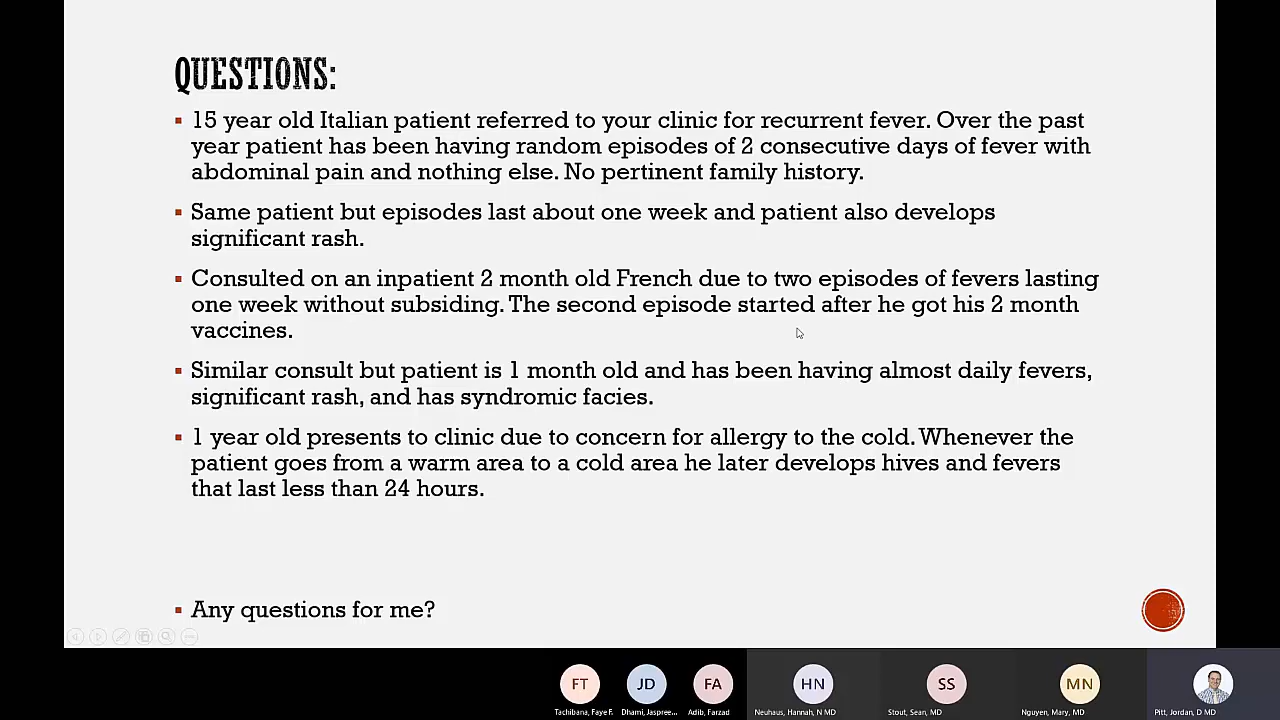 QUESTIONS:
15 year old Italian patient referred to your clinic for recurrent fever. Over the past
year patient has been having random episodes of 2 consecutive days of fever with
abdominal pain and nothing else. No pertinent family history.
Same patient but episodes last about one week and patient also develops
significant rash.
Consulted on an inpatient 2 month old French due to two episodes of fevers lasting
one week without subsiding. The second episode started after he got his 2 month
vaccines.
Similar consult but patient is 1 month old and has been having almost daily fevers,
significant rash, and has syndromic facies.
1 year old presents to clinic due to concern for allergy to the cold. Whenever the
patient goes from a warm area to a cold area he later develops hives and fevers
that last less than 24 hours.
Any questions for me?
FT JD FA HN SS MN
Tachibana, Faye F. Dhami, Jaspree... Adib, Farzad Neuhaus, Hannah, N MD Stout, Sean, MD Nguyen, Mary, MD Pitt, Jordan, D MD